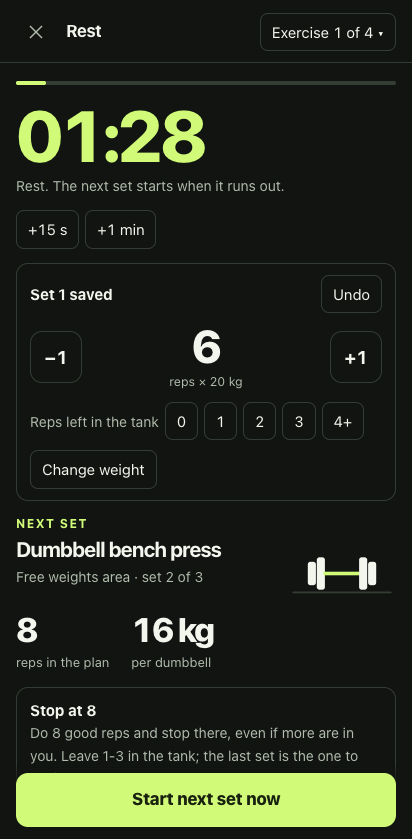 Rest
Exercise 1 of 4
01:28
Rest. The next set starts when it runs out.
+15 s
+1 min
Set 1 saved
Undo
−1
6
+1
reps × 20 kg
Reps left in the tank
0
1
2
3
4+
Change weight
NEXT SET
Dumbbell bench press
Free weights area · set 2 of 3
8
16 kg
reps in the plan
per dumbbell
Stop at 8
Do 8 good reps and stop there, even if more are in
you. Leave 1-3 in the tank; the last set is the one to
Start next set now